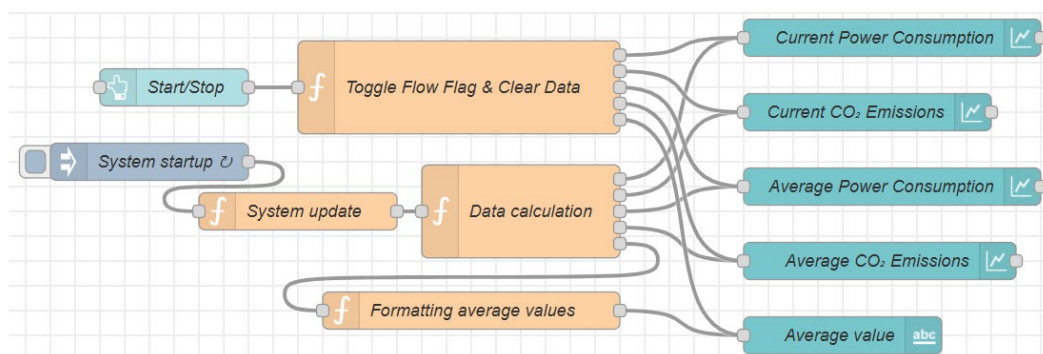 Current Power Consumption
Start/Stop
Toggle Flow Flag & Clear Data
Current CO₂ Emissions
System startup ↻
Average Power Consumption
System update
Data calculation
Average CO₂ Emissions
Formatting average values
Average value
abc